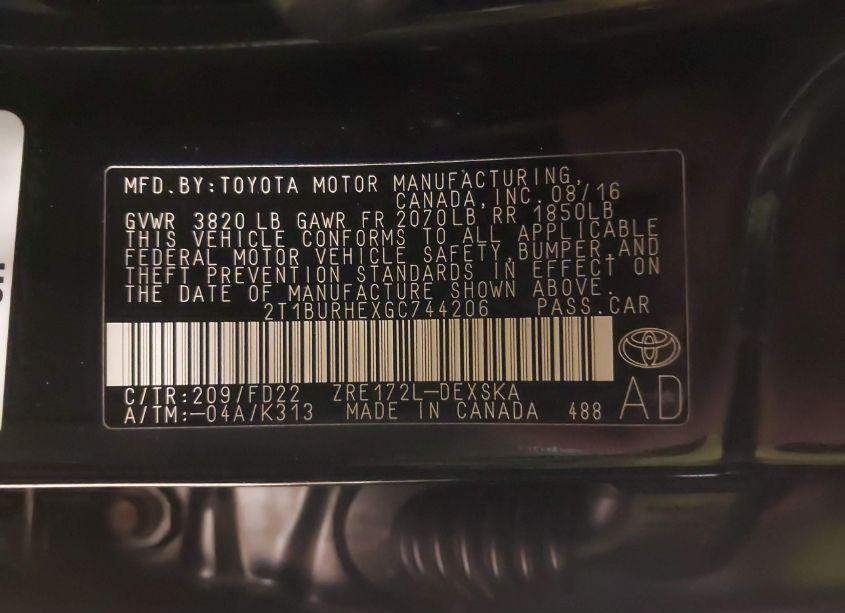 MFD.BY:TOYOTA MOTOR MANUFACTURING,
CANADA,INC.08/16
GVWR 3820 LB GAWR FR 2070LB RR 1850LB
THIS VEHICLE CONFORMS TO ALL APPLICABLE
FEDERAL MOTOR VEHICLE SAFETY,BUMPER,AND
THEFT PREVENTION STANDARDS IN EFFECT ON
THE DATE OF MANUFACTURE SHOWN ABOVE.
2T1BURHEXGC744206 PASS.CAR
C/TR:209/FD22 ZRE172L-DEXSKA
A/TM:-04A/K313 MADE IN CANADA 488 AD